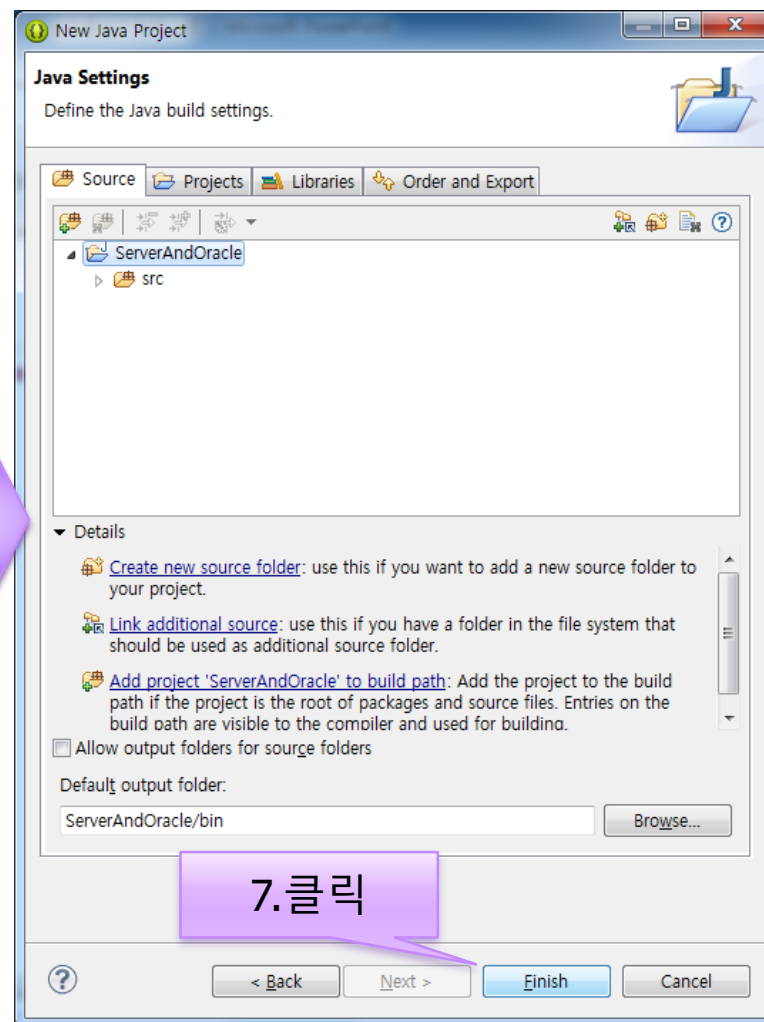 New Java Project
Java Settings
Define the Java build settings.
Source Projects Libraries Order and Export
ServerAndOracle
src
Details
Create new source folder: use this if you want to add a new source folder to
your project.
Link additional source: use this if you have a folder in the file system that
should be used as additional source folder.
Add project 'ServerAndOracle' to build path: Add the project to the build
path if the project is the root of packages and source files. Entries on the
build path are visible to the compiler and used for building.
Allow output folders for source folders
Default output folder:
ServerAndOracle/bin Browse...
7.클릭
< Back Next > Finish Cancel